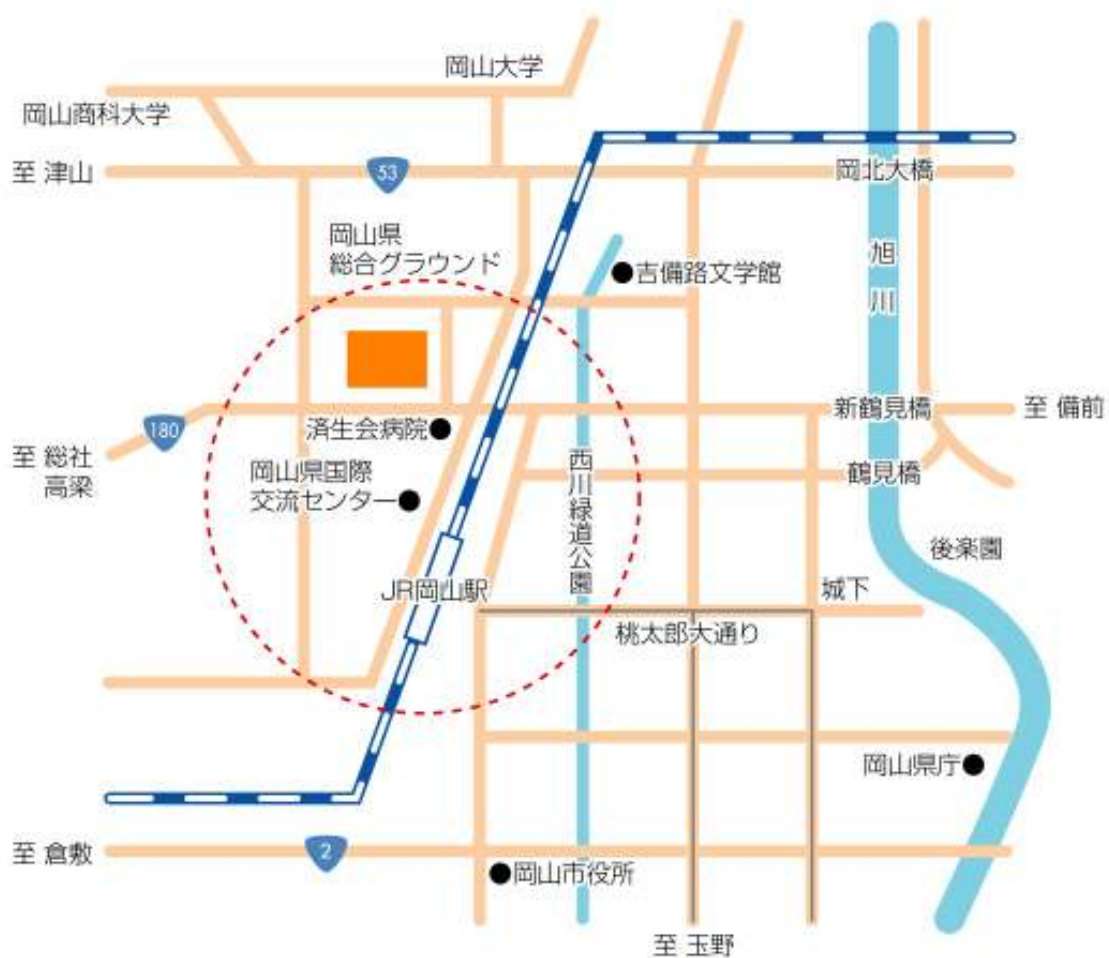 岡山大学
岡山商科大学
至 津山
53
岡北大橋
岡山県
総合グラウンド
旭川
吉備路文学館
新鶴見橋
至 備前
180
済生会病院
至 総社
高梁
岡山県国際
交流センター
西川緑道公園
鶴見橋
後楽園
JR岡山駅
城下
桃太郎大通り
岡山県庁
至 倉敷
2
岡山市役所
至 玉野